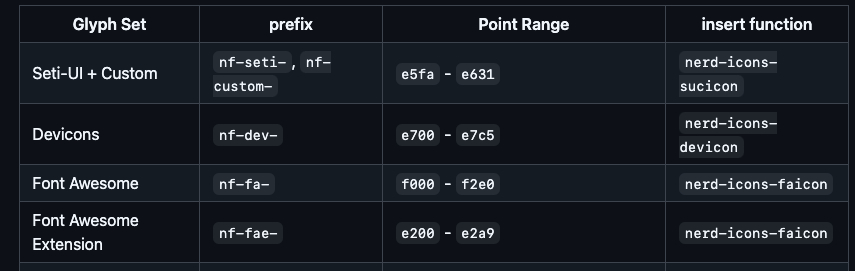 Glyph Set prefix Point Range insert function
Seti-UI + Custom nf-seti-, nf-custom- e5fa - e631 nerd-icons-sucicon
Devicons nf-dev- e700 - e7c5 nerd-icons-devicon
Font Awesome nf-fa- f000 - f2e0 nerd-icons-faicon
Font Awesome Extension nf-fae- e200 - e2a9 nerd-icons-faicon